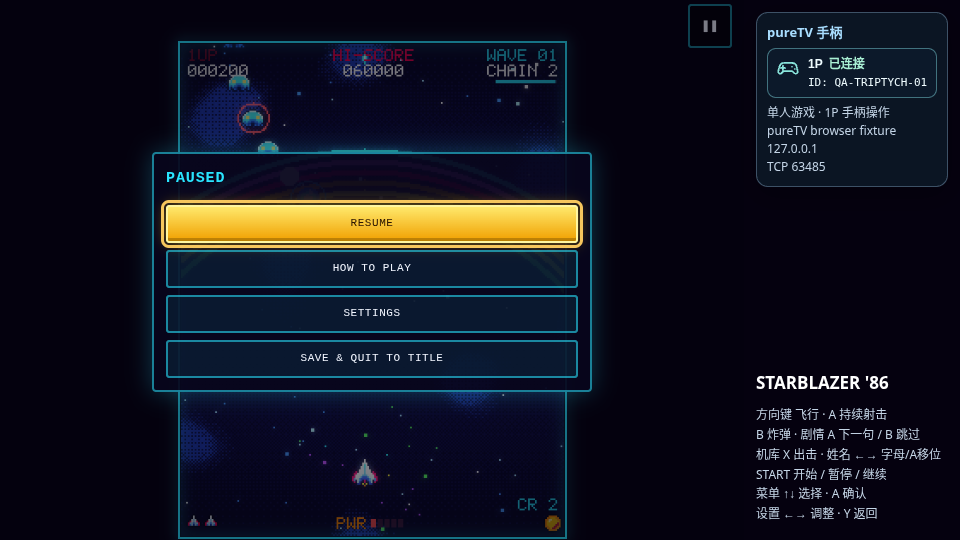 1UP
HI-SCORE
WAVE 01
000200
060000
CHAIN 2
PAUSED
RESUME
HOW TO PLAY
SETTINGS
SAVE & QUIT TO TITLE
CR 2
PWR
pureTV 手柄
1P 已连接
ID: QA-TRIPTYCH-01
单人游戏 · 1P 手柄操作
pureTV browser fixture
127.0.0.1
TCP 63485
STARBLAZER '86
方向键 飞行 · A 持续射击
B 炸弹 · 剧情 A 下一句 / B 跳过
机库 X 出击 · 姓名 ←→ 字母/A移位
START 开始 / 暂停 / 继续
菜单 ↑↓ 选择 · A 确认
设置 ←→ 调整 · Y 返回